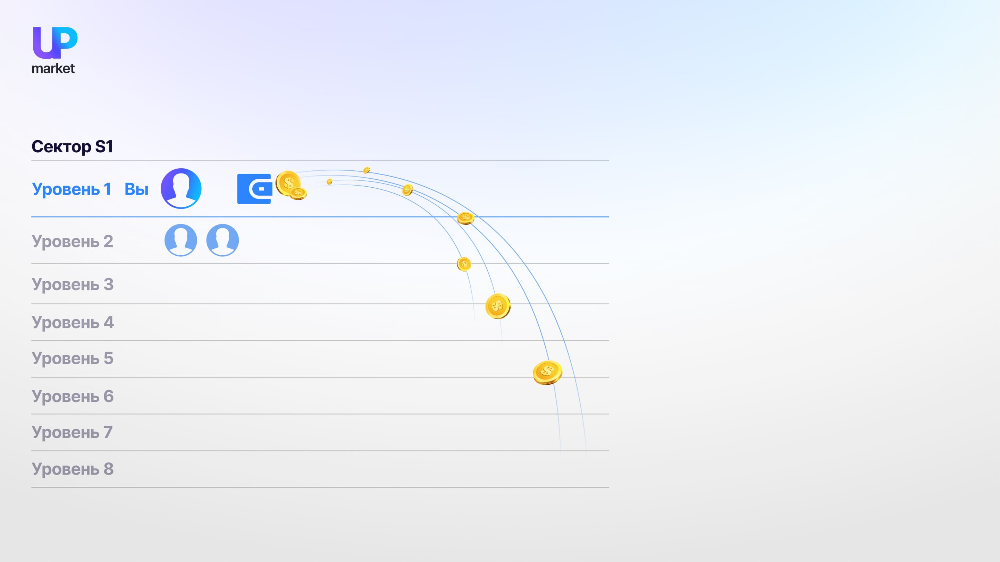 UP
market
Сектор S1
Уровень 1 Вы
Уровень 2
Уровень 3
Уровень 4
Уровень 5
Уровень 6
Уровень 7
Уровень 8